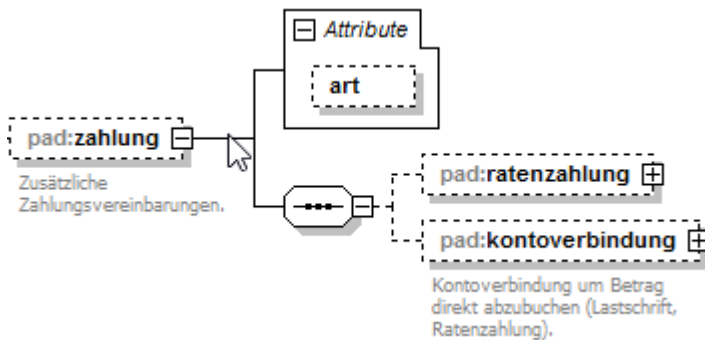 Attribute
art
pad:zahlung
Zusätzliche
Zahlungsvereinbarungen.
pad:ratenzahlung
pad:kontoverbindung
Kontoverbindung um Betrag
direkt abzubuchen (Lastschrift,
Ratenzahlung).